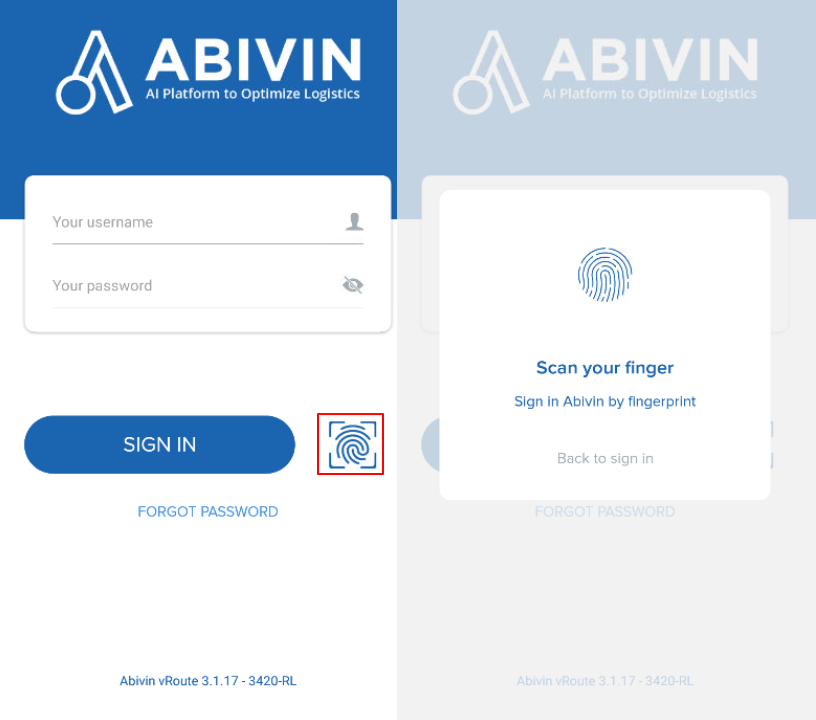 ABIVIN
AI Platform to Optimize Logistics
Your username
Your password
SIGN IN
FORGOT PASSWORD
Abivin vRoute 3.1.17 - 3420-RL
ABIVIN
AI Platform to Optimize Logistics
Scan your finger
Sign in Abivin by fingerprint
Back to sign in
FORGOT PASSWORD
Abivin vRoute 3.1.17 - 3420-RL